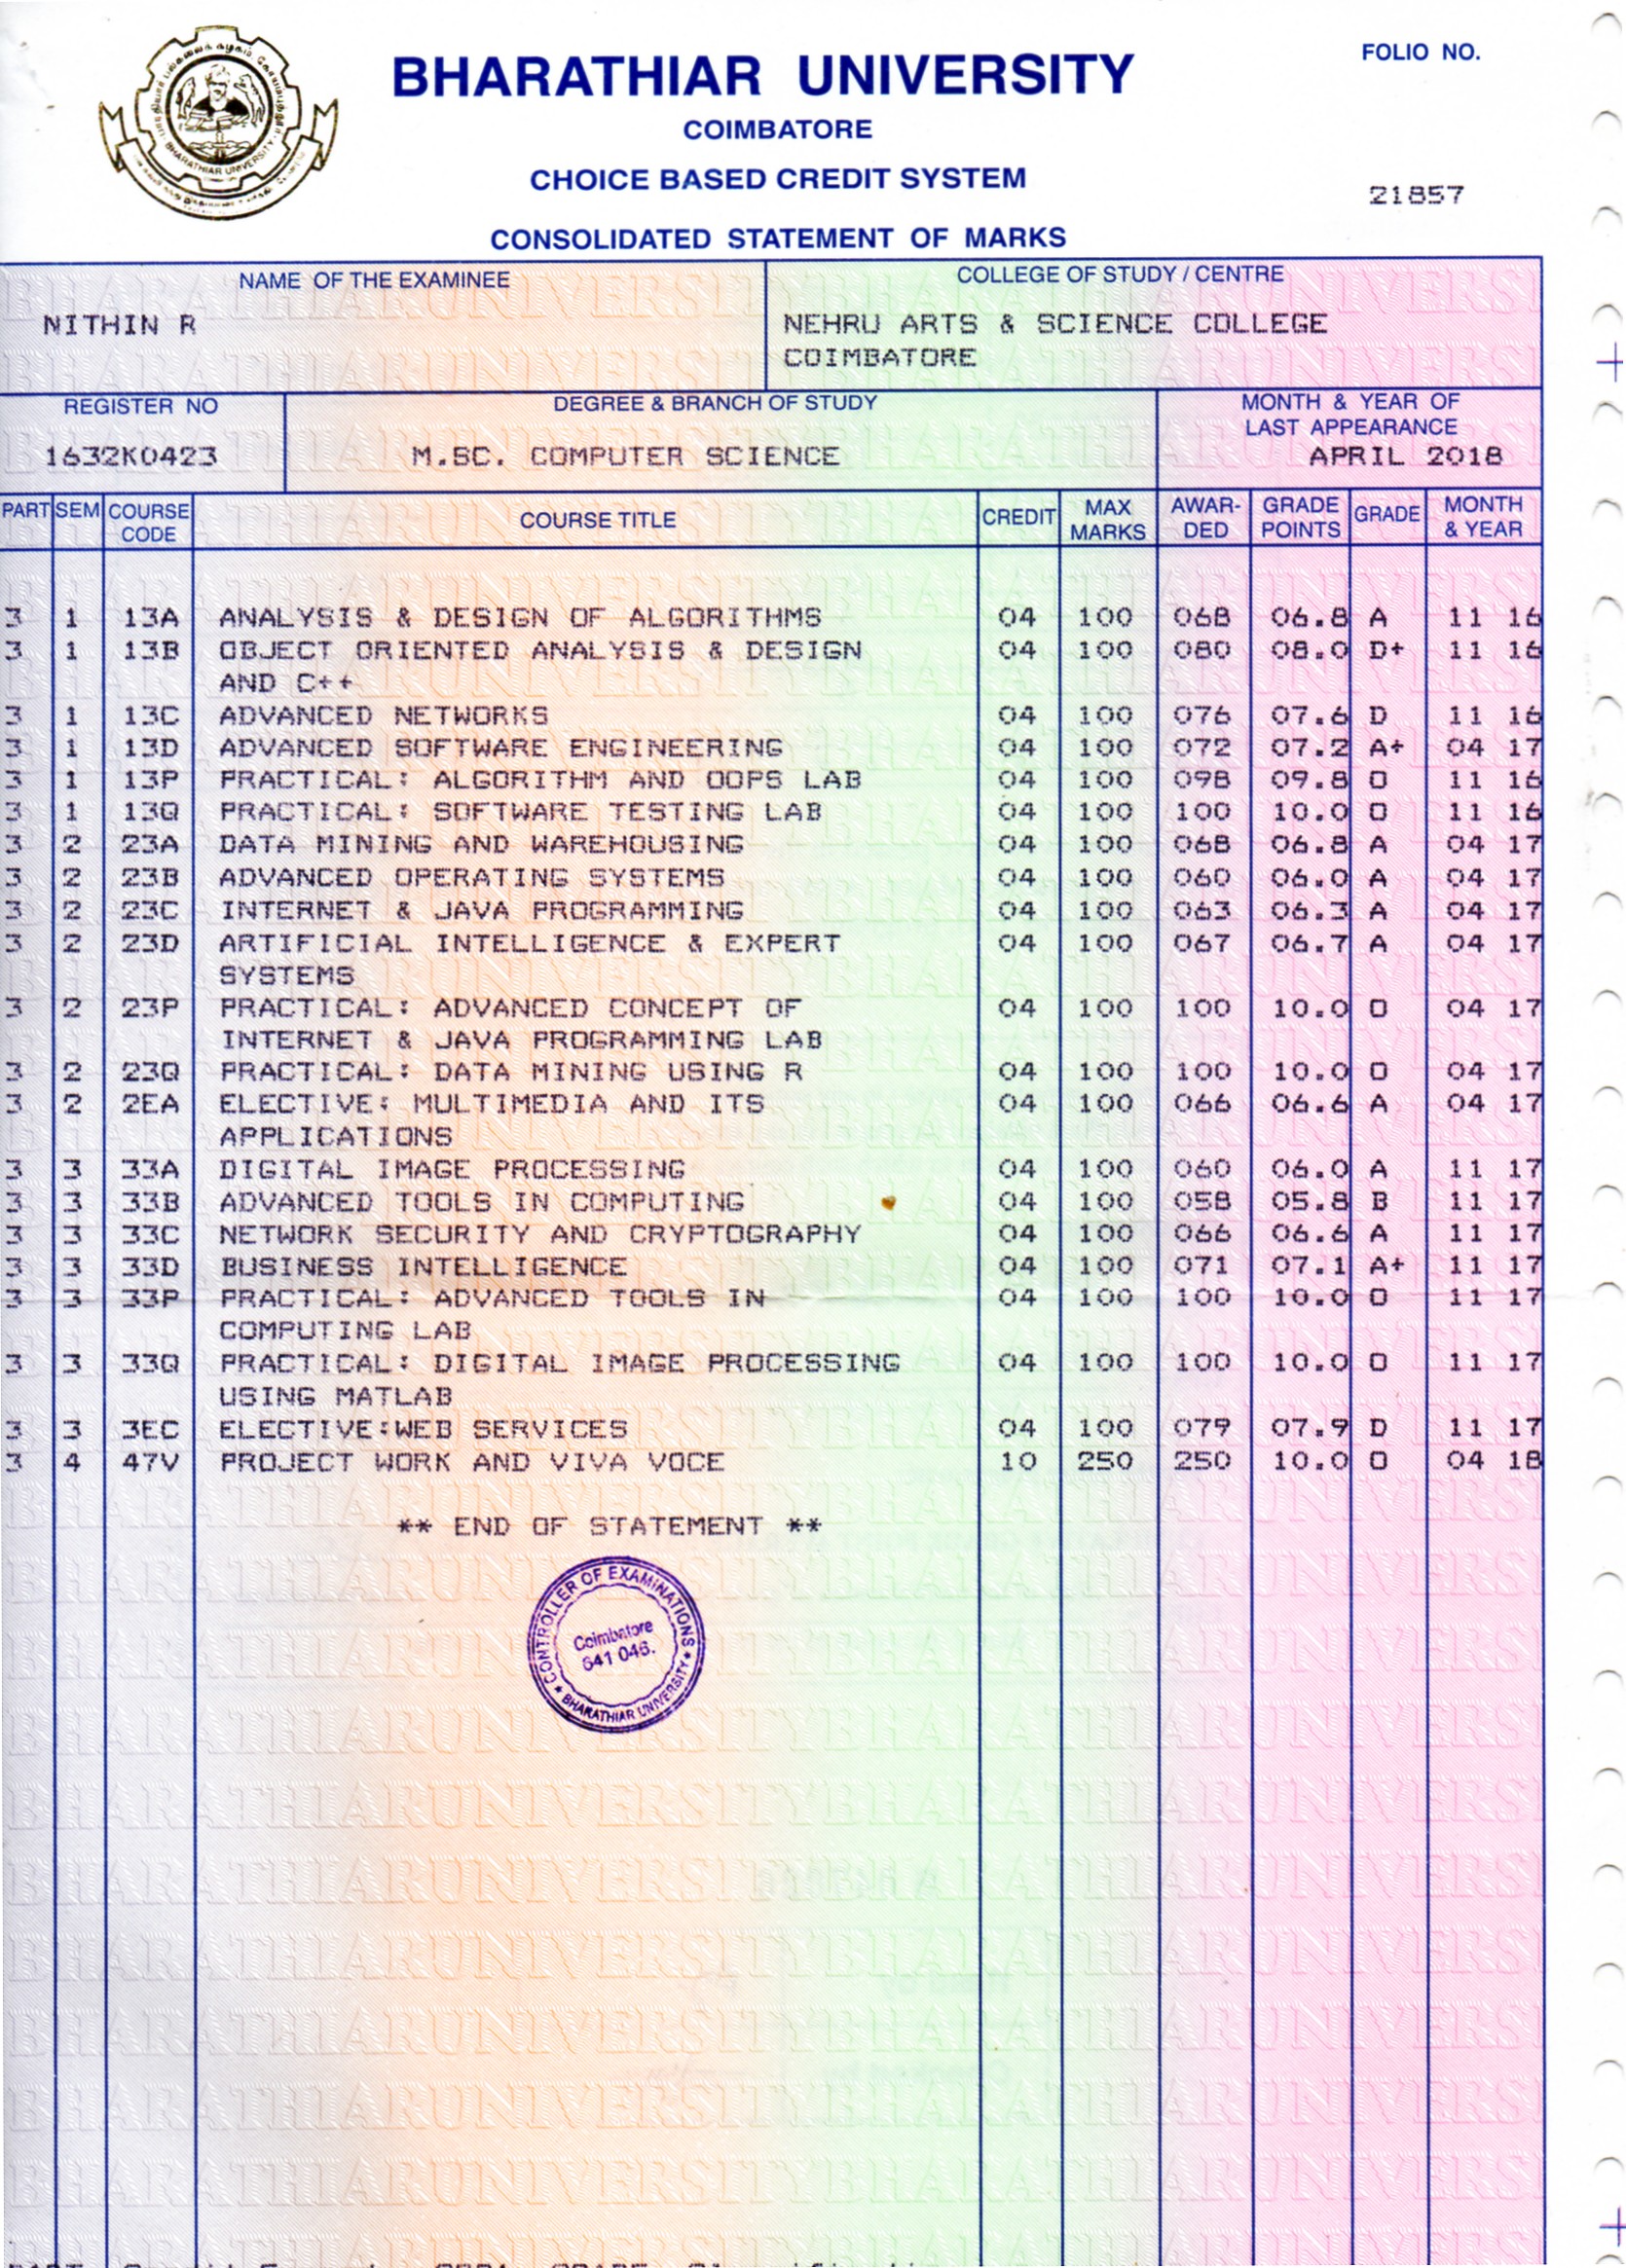 BHARATHIAR UNIVERSITY
FOLIO NO.
COIMBATORE
CHOICE BASED CREDIT SYSTEM
21857
CONSOLIDATED STATEMENT OF MARKS
BHARATHIAR UNIVERSITY
NAME OF THE EXAMINEE
COLLEGE OF STUDY / CENTRE
NITHIN R
NEHRU ARTS & SCIENCE COLLEGE
COIMBATORE
REGISTER NO
DEGREE & BRANCH OF STUDY
MONTH & YEAR OF
LAST APPEARANCE
1632K0423
M.SC. COMPUTER SCIENCE
APRIL 2018
PART SEM COURSE CODE COURSE TITLE CREDIT MAX MARKS AWAR-DED GRADE POINTS GRADE MONTH & YEAR
3 1 13A ANALYSIS & DESIGN OF ALGORITHMS 04 100 068 06.8 A 11 16
3 1 13B OBJECT ORIENTED ANALYSIS & DESIGN 04 100 080 08.0 D+ 11 16
AND C++
3 1 13C ADVANCED NETWORKS 04 100 076 07.6 D 11 16
3 1 13D ADVANCED SOFTWARE ENGINEERING 04 100 072 07.2 A+ 04 17
3 1 13P PRACTICAL: ALGORITHM AND OOPS LAB 04 100 098 09.8 O 11 16
3 1 13Q PRACTICAL: SOFTWARE TESTING LAB 04 100 100 10.0 O 11 16
3 2 23A DATA MINING AND WAREHOUSING 04 100 068 06.8 A 04 17
3 2 23B ADVANCED OPERATING SYSTEMS 04 100 060 06.0 A 04 17
3 2 23C INTERNET & JAVA PROGRAMMING 04 100 063 06.3 A 04 17
3 2 23D ARTIFICIAL INTELLIGENCE & EXPERT 04 100 067 06.7 A 04 17
SYSTEMS
3 2 23P PRACTICAL: ADVANCED CONCEPT OF 04 100 100 10.0 O 04 17
INTERNET & JAVA PROGRAMMING LAB
3 2 23Q PRACTICAL: DATA MINING USING R 04 100 100 10.0 O 04 17
3 2 2EA ELECTIVE: MULTIMEDIA AND ITS 04 100 066 06.6 A 04 17
APPLICATIONS
3 3 33A DIGITAL IMAGE PROCESSING 04 100 060 06.0 A 11 17
3 3 33B ADVANCED TOOLS IN COMPUTING 04 100 058 05.8 B 11 17
3 3 33C NETWORK SECURITY AND CRYPTOGRAPHY 04 100 066 06.6 A 11 17
3 3 33D BUSINESS INTELLIGENCE 04 100 071 07.1 A+ 11 17
3 3 33P PRACTICAL: ADVANCED TOOLS IN 04 100 100 10.0 O 11 17
COMPUTING LAB
3 3 33Q PRACTICAL: DIGITAL IMAGE PROCESSING 04 100 100 10.0 O 11 17
USING MATLAB
3 3 3EC ELECTIVE:WEB SERVICES 04 100 079 07.9 D 11 17
3 4 47V PROJECT WORK AND VIVA VOCE 10 250 250 10.0 O 04 18
** END OF STATEMENT **
CONTROLLER OF EXAMINATIONS
Coimbatore
641 046.
* BHARATHIAR UNIVERSITY *